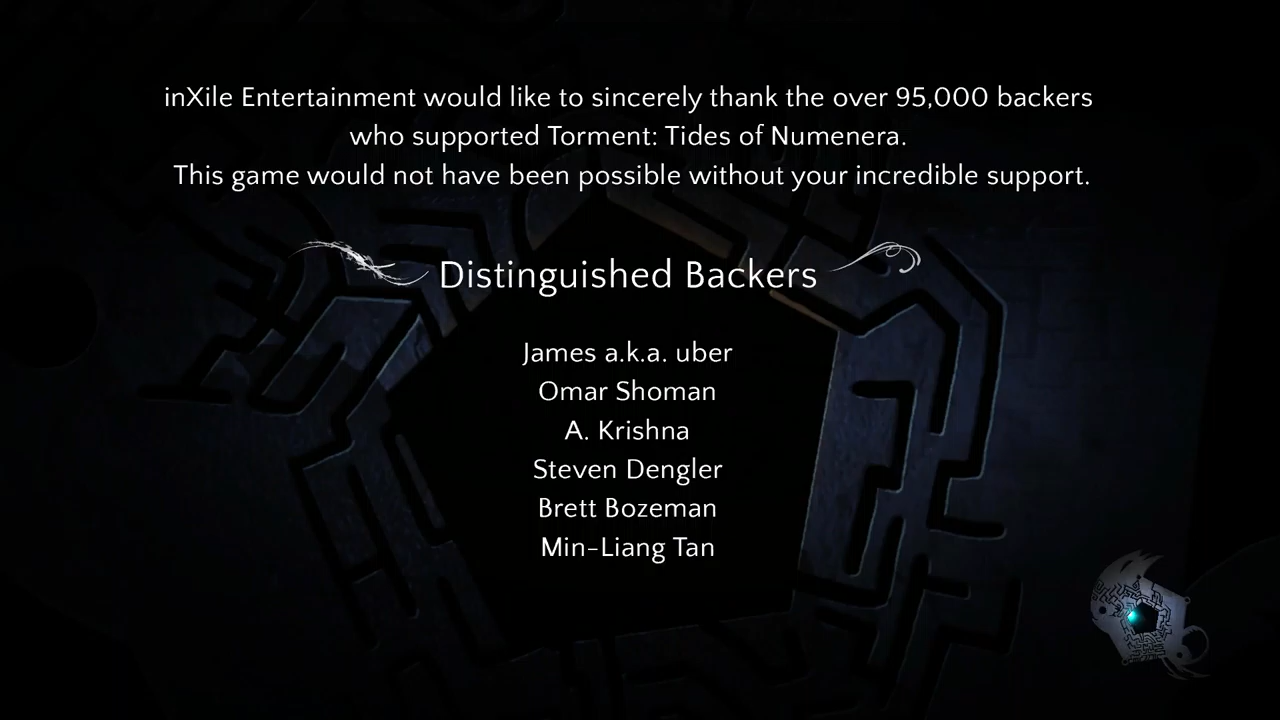 inXile Entertainment would like to sincerely thank the over 95,000 backers
who supported Torment: Tides of Numenera.
This game would not have been possible without your incredible support.
Distinguished Backers
James a.k.a. uber
Omar Shoman
A. Krishna
Steven Dengler
Brett Bozeman
Min-Liang Tan